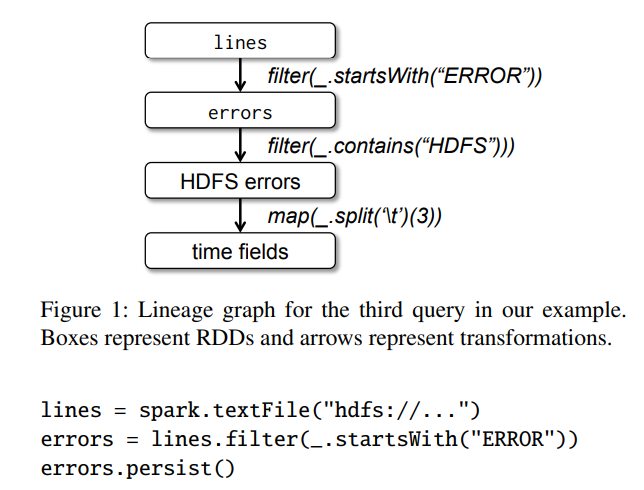 lines
filter(_.startsWith(“ERROR”))
errors
filter(_.contains(“HDFS”)))
HDFS errors
map(_.split(‘\t’)(3))
time fields
Figure 1: Lineage graph for the third query in our example.
Boxes represent RDDs and arrows represent transformations.
lines = spark.textFile("hdfs://...")
errors = lines.filter(_.startsWith("ERROR"))
errors.persist()